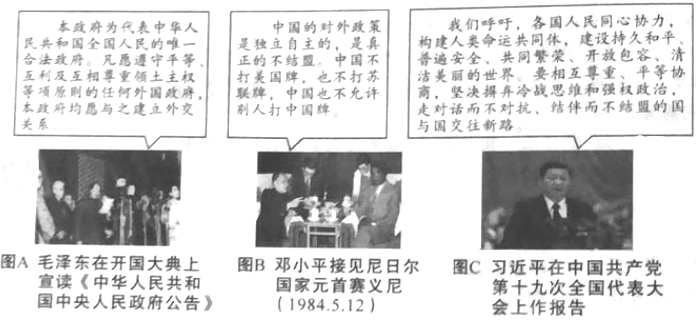 本政府为代表中华人
民共和国全国人民的唯一
合法政府。凡愿遵守平等、
互利及互相尊重领土主权
等项原则的任何外国政府,
本政府均愿与之建立外交
关系
中国的对外政策
是独立自主的,是真
正的不结盟。中国不
打美国牌,也不打苏
联牌,中国也不允许
别人打中国牌。
我们呼吁,各国人民同心协力,
构建人类命运共同体,建设持久和平、
普遍安全、共同繁荣、开放包容、清
洁美丽的世界。要相互尊重、平等协
商,坚决摒弃冷战思维和强权政治,
走对话而不对抗、结伴而不结盟的国
与国交往新路。
图A 毛泽东在开国大典上
宣读《中华人民共和
国中央人民政府公告》
图B 邓小平接见尼日尔
国家元首赛义尼
(1984.5.12)
图C 习近平在中国共产党
第十九次全国代表大
会上作报告